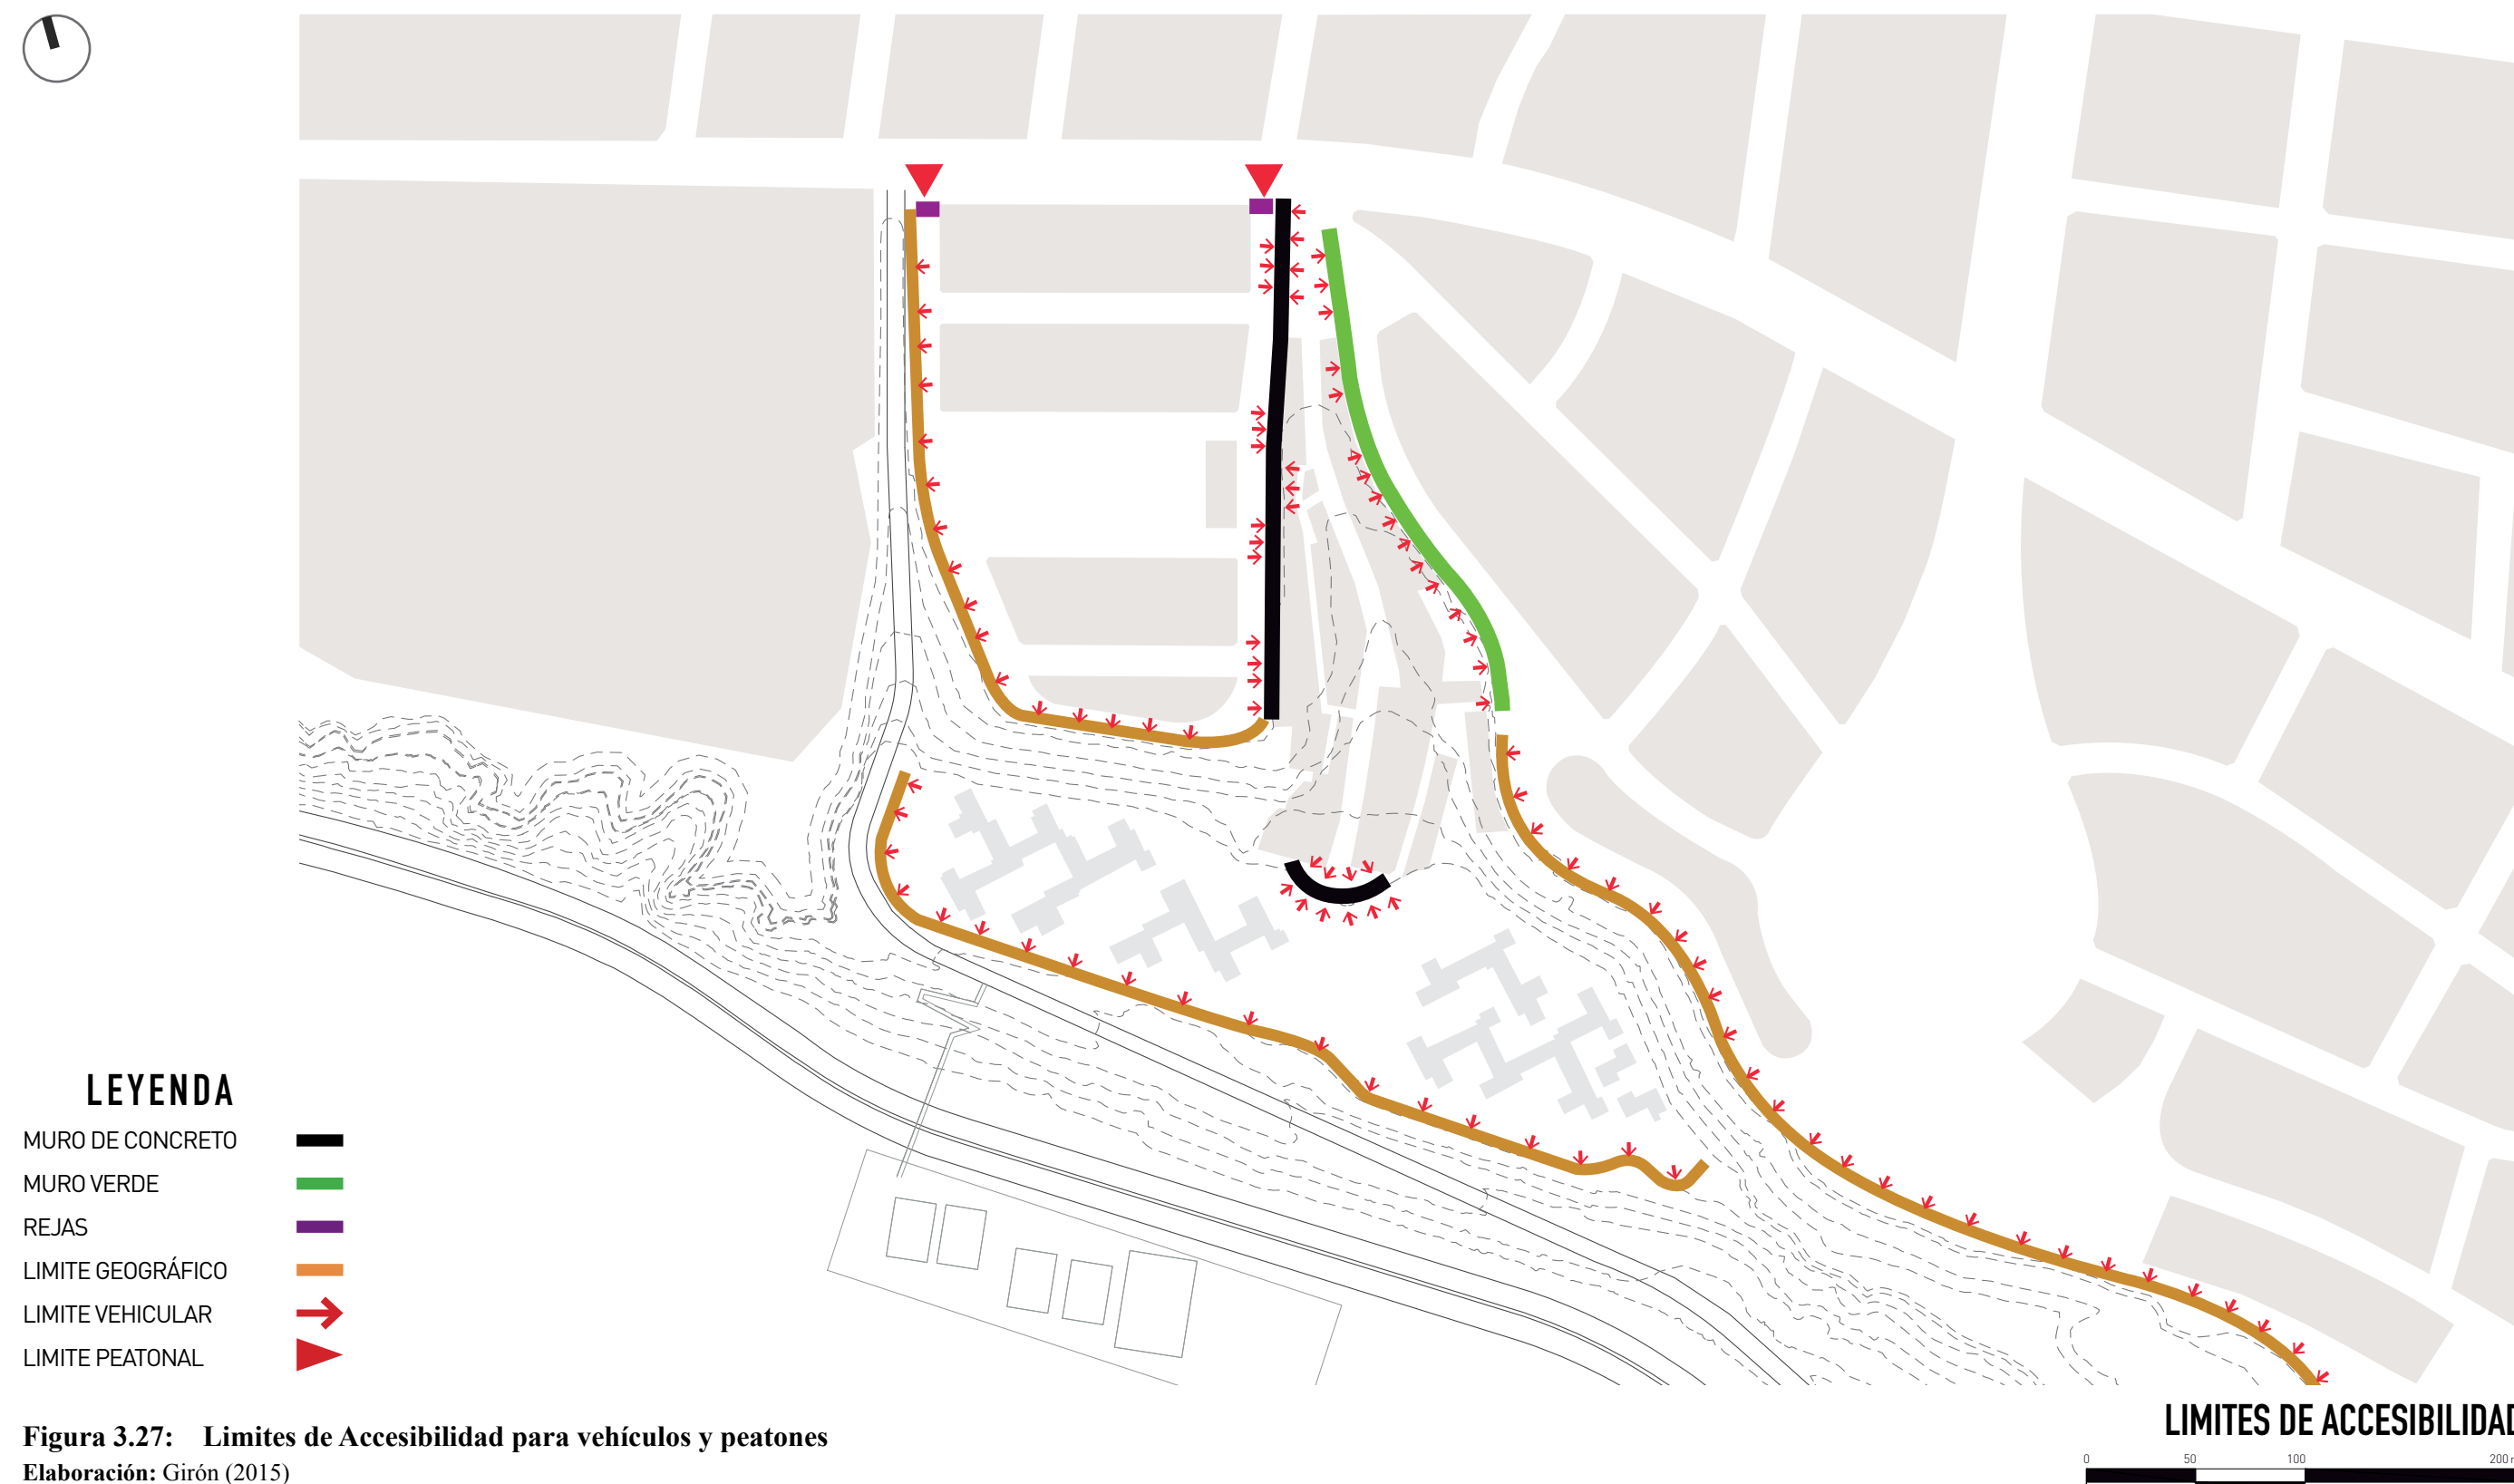 LEYENDA
MURO DE CONCRETO
MURO VERDE
REJAS
LIMITE GEOGRÁFICO
LIMITE VEHICULAR
LIMITE PEATONAL
LIMITES DE ACCESIBILIDAD
0 50 100 200
Figura 3.27: Limites de Accesibilidad para vehículos y peatones
Elaboración: Girón (2015)